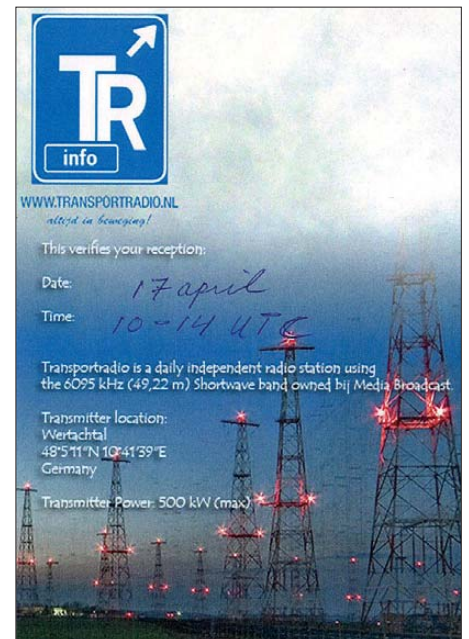 TR
info
WWW.TRANSPORTRADIO.NL
altijd in beweging!
This verifies your reception:
Date: 17 april
Time: 10-14 UTC
Transportradio is a daily independent radio station using
the 6095 kHz (49,22 m) Shortwave band owned bij Media Broadcast.
Transmitter location:
Wertachtal
48°5'11"N 10°41'39"E
Germany
Transmitter Power: 500 kW (max)